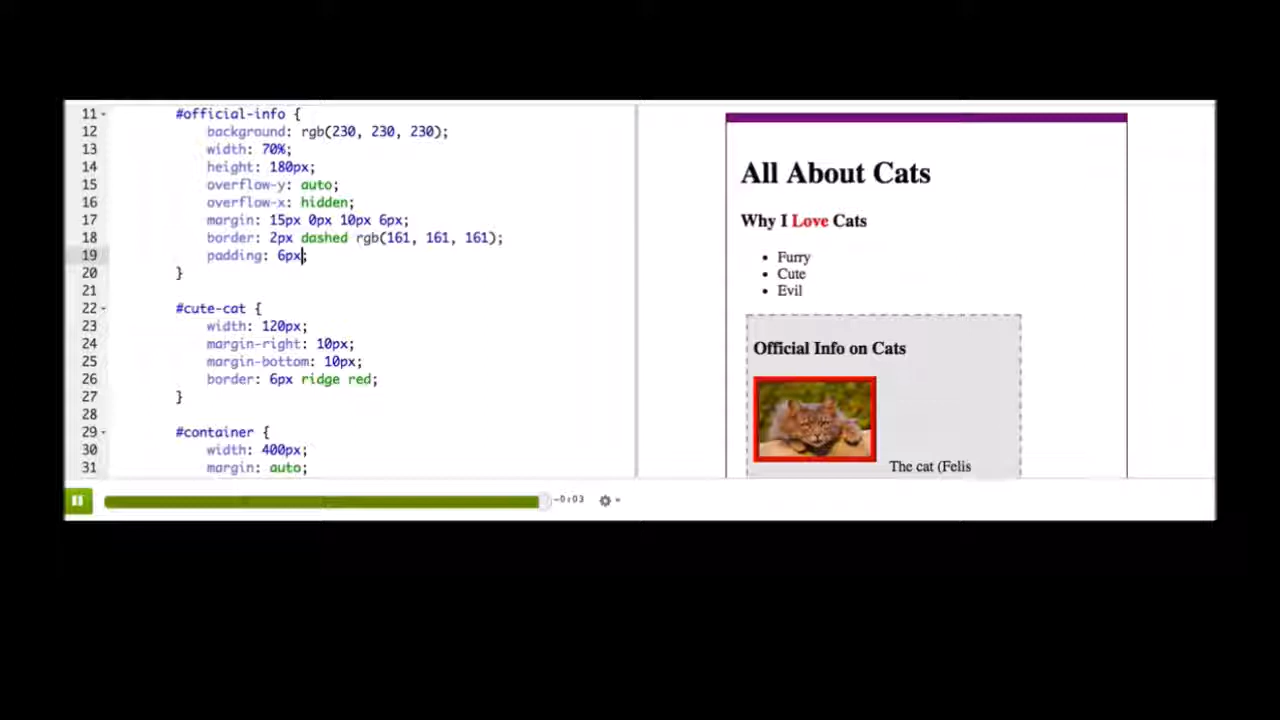 11 #official-info {
12 background: rgb(230, 230, 230);
13 width: 70%;
14 height: 180px;
15 overflow-y: auto;
16 overflow-x: hidden;
17 margin: 15px 0px 10px 6px;
18 border: 2px dashed rgb(161, 161, 161);
19 padding: 6px;
20 }
21
22 #cute-cat {
23 width: 120px;
24 margin-right: 10px;
25 margin-bottom: 10px;
26 border: 6px ridge red;
27 }
28
29 #container {
30 width: 400px;
31 margin: auto;
All About Cats
Why I Love Cats
• Furry
• Cute
• Evil
Official Info on Cats
The cat (Felis
-0:03